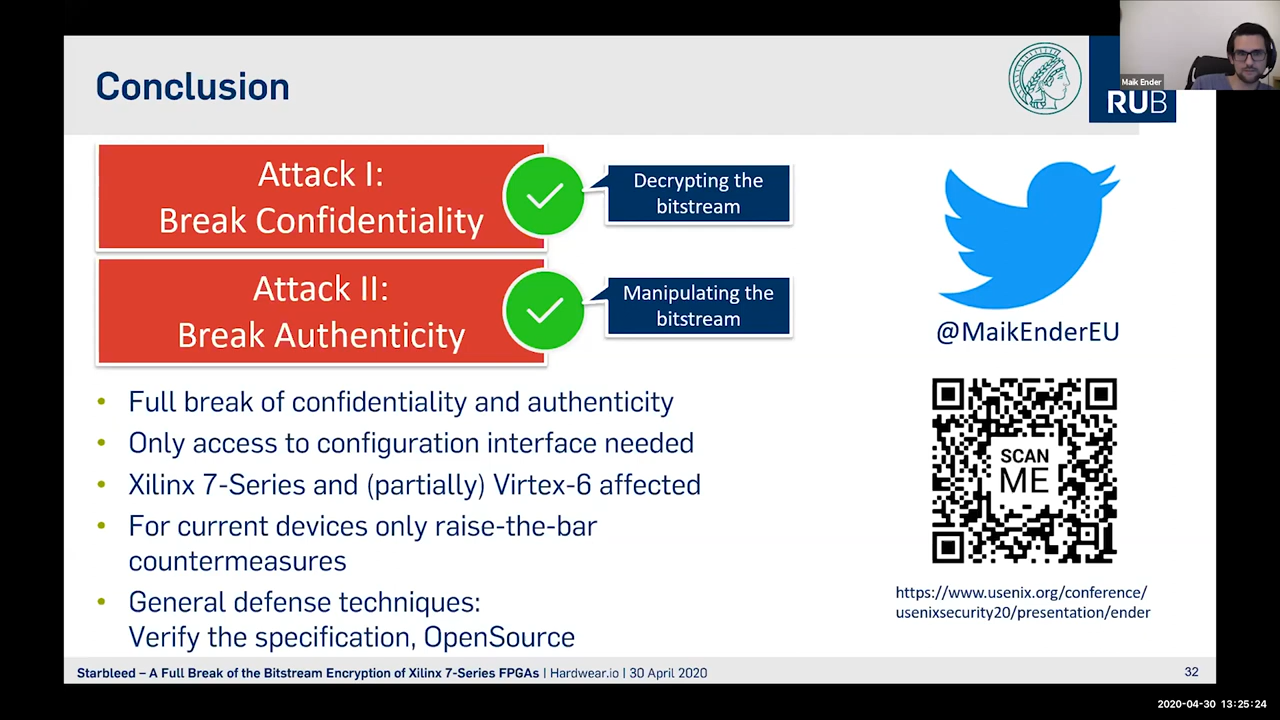 Conclusion
Maik Ender
RUB
Attack I:
Break Confidentiality
Decrypting the
bitstream
Attack II:
Break Authenticity
Manipulating the
bitstream
• Full break of confidentiality and authenticity
• Only access to configuration interface needed
• Xilinx 7-Series and (partially) Virtex-6 affected
• For current devices only raise-the-bar
countermeasures
• General defense techniques:
Verify the specification, OpenSource
@MaikEnderEU
SCAN
ME
https://www.usenix.org/conference/
usenixsecurity20/presentation/ender
Starbleed – A Full Break of the Bitstream Encryption of Xilinx 7-Series FPGAs | Hardwear.io | 30 April 2020
32
2020-04-30 13:25:24